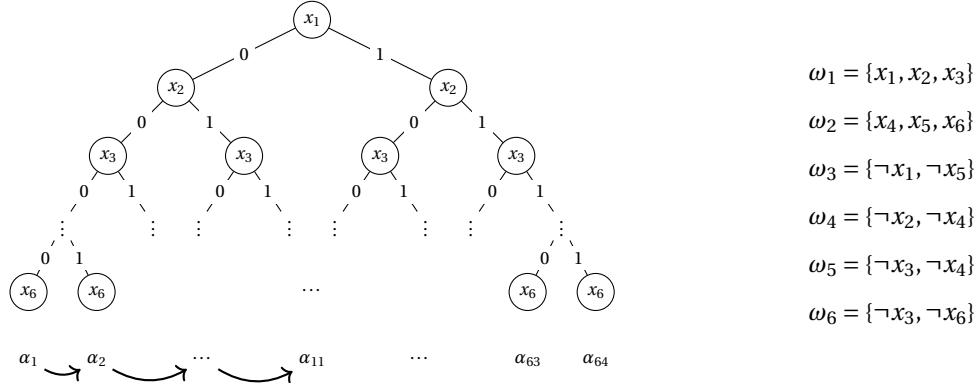 x₁
0 1
x₂ x₂
0 1 0 1
x₃ x₃ x₃ x₃
0 1 0 1 0 1 0 1
⋮ ⋮ ⋮ ⋮ ⋮ ⋮ ⋮ ⋮
0 1 0 1
x₆ x₆ ... x₆ x₆
α₁ α₂ ... α₁₁ ... α₆₃ α₆₄
ω₁ = {x₁, x₂, x₃}
ω₂ = {x₄, x₅, x₆}
ω₃ = {¬x₁, ¬x₅}
ω₄ = {¬x₂, ¬x₄}
ω₅ = {¬x₃, ¬x₄}
ω₆ = {¬x₃, ¬x₆}